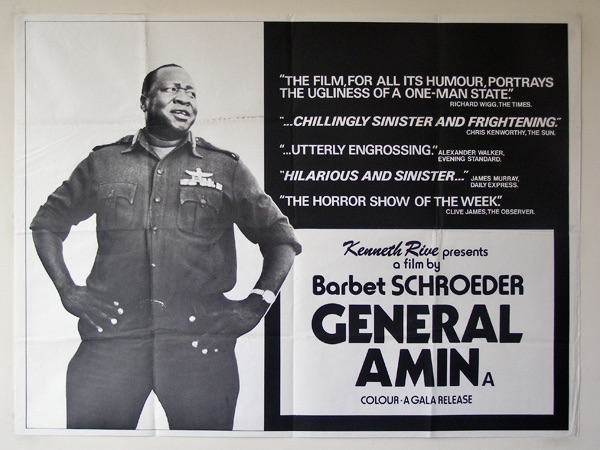 "THE FILM, FOR ALL ITS HUMOUR, PORTRAYS
THE UGLINESS OF A ONE-MAN STATE."
RICHARD WIGG, THE TIMES.
"...CHILLINGLY SINISTER AND FRIGHTENING."
CHRIS KENWORTHY, THE SUN.
"...UTTERLY ENGROSSING." ALEXANDER WALKER,
EVENING STANDARD.
"HILARIOUS AND SINISTER..." JAMES MURRAY,
DAILY EXPRESS.
"THE HORROR SHOW OF THE WEEK."
CLIVE JAMES, THE OBSERVER.
Kenneth Rive presents
a film by
Barbet SCHROEDER
GENERAL
AMIN A
COLOUR · A GALA RELEASE